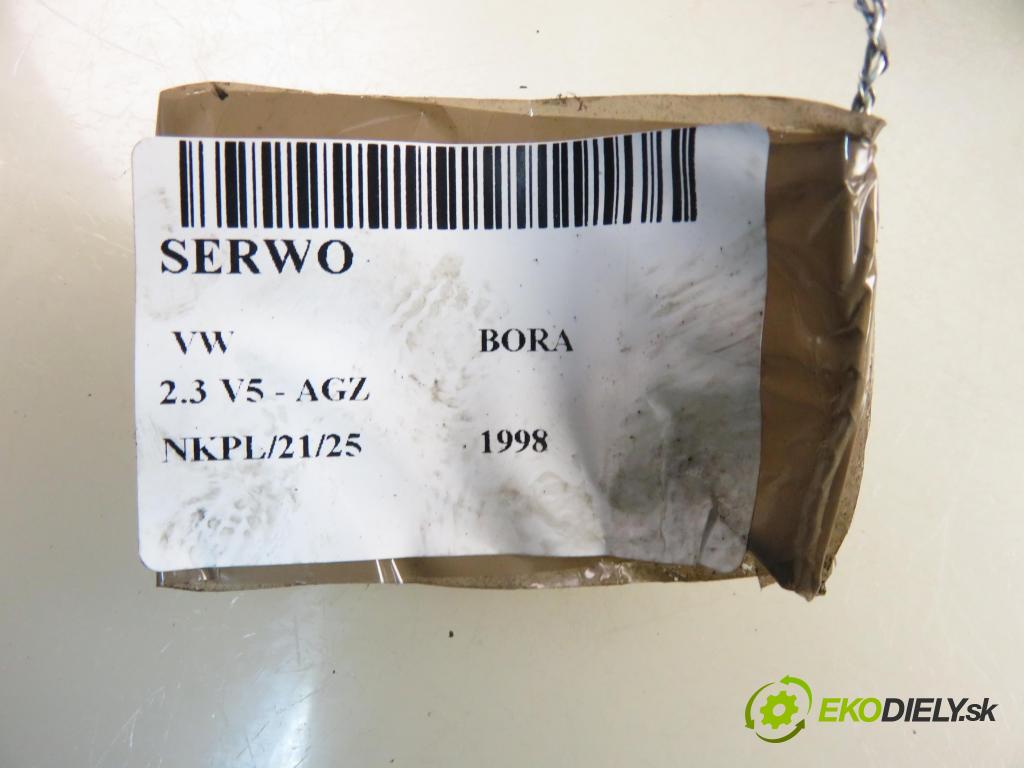 SERWO
VW BORA
2.3 V5 - AGZ
NKPL/21/25 1998
EKODIELY.sk